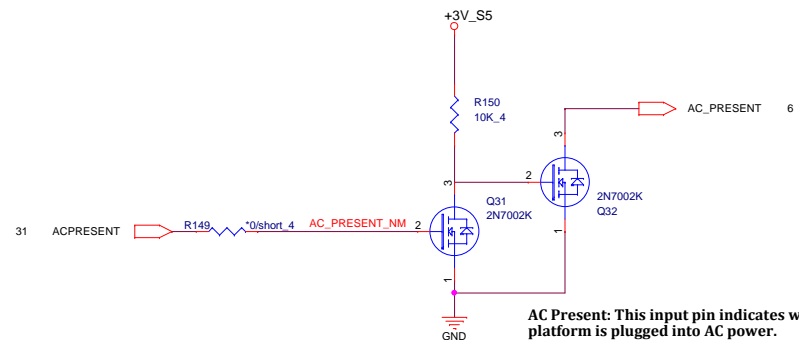 +3V_S5
R150
10K_4
AC_PRESENT 6
3
3
2
2N7002K
Q32
Q31
2N7002K
31 ACPRESENT
R149
*0/short_4
AC_PRESENT_NM
2
1
1
GND
AC Present: This input pin indicates w
platform is plugged into AC power.